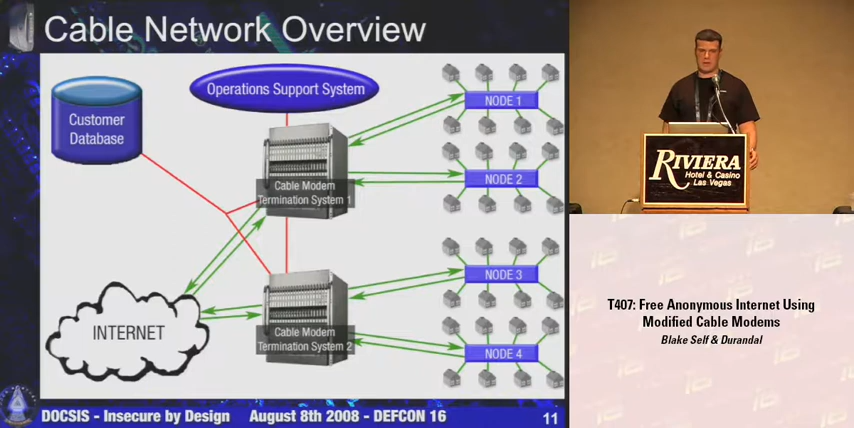 Cable Network Overview
Customer
Database
Operations Support System
Cable Modem
Termination System 1
Cable Modem
Termination System 2
INTERNET
NODE 1
NODE 2
NODE 3
NODE 4
DOCSIS - Insecure by Design August 8th 2008 - DEFCON 16 11
RIVIERA
Hotel & Casino
Las Vegas
T407: Free Anonymous Internet Using
Modified Cable Modems
Blake Self & Durandal